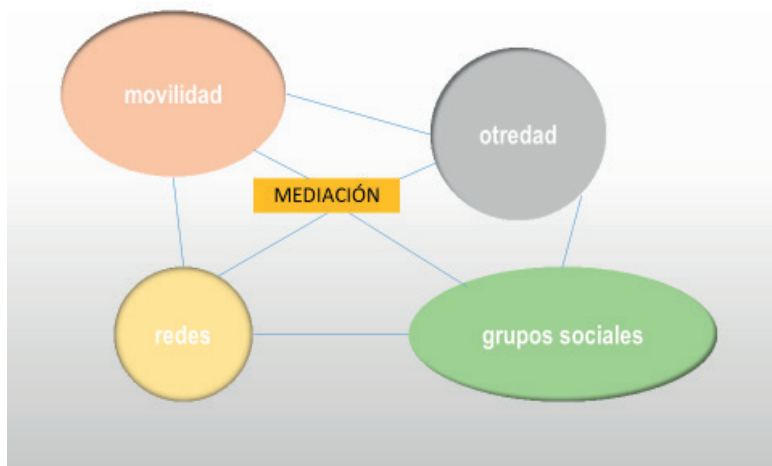 movilidad
otredad
MEDIACIÓN
redes
grupos sociales